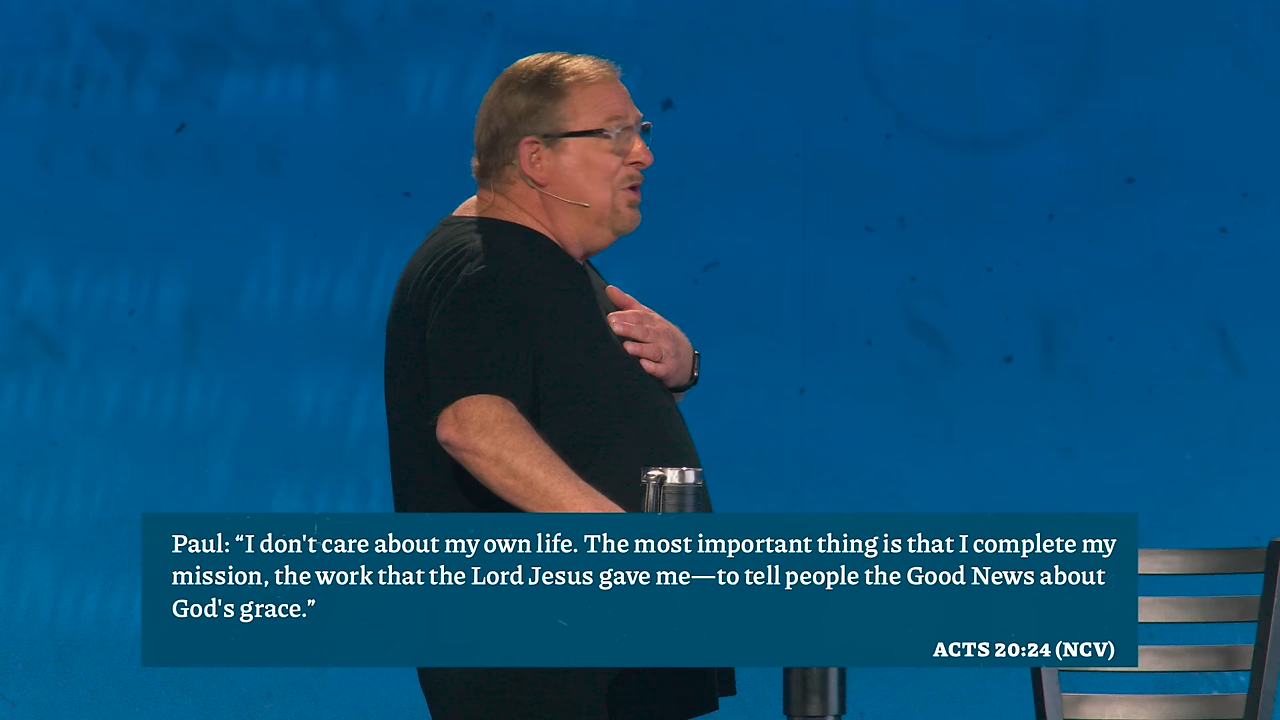 Paul: “I don't care about my own life. The most important thing is that I complete my
mission, the work that the Lord Jesus gave me—to tell people the Good News about
God's grace.”
ACTS 20:24 (NCV)